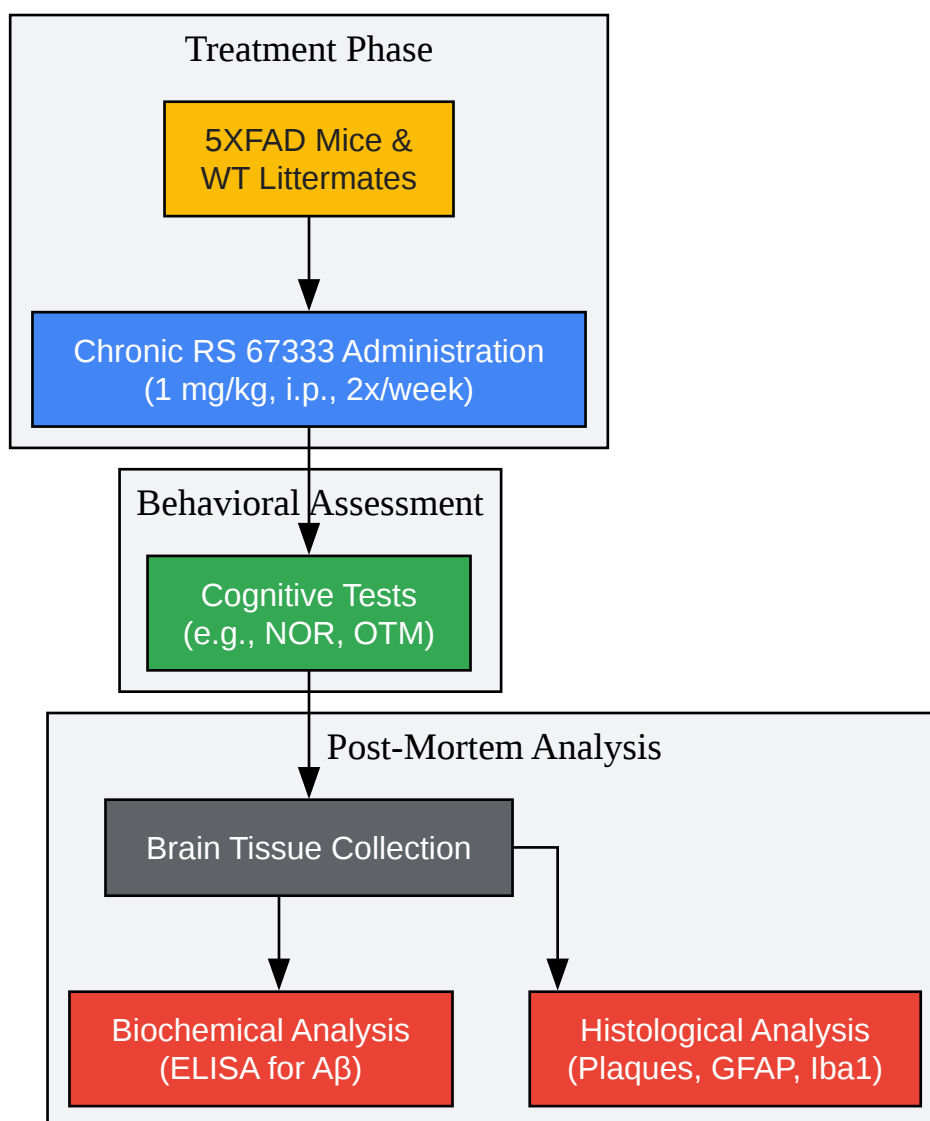 Treatment Phase
5XFAD Mice &
WT Littermates
Chronic RS 67333 Administration
(1 mg/kg, i.p., 2x/week)
Behavioral Assessment
Cognitive Tests
(e.g., NOR, OTM)
Post-Mortem Analysis
Brain Tissue Collection
Biochemical Analysis
(ELISA for Aβ)
Histological Analysis
(Plaques, GFAP, Iba1)